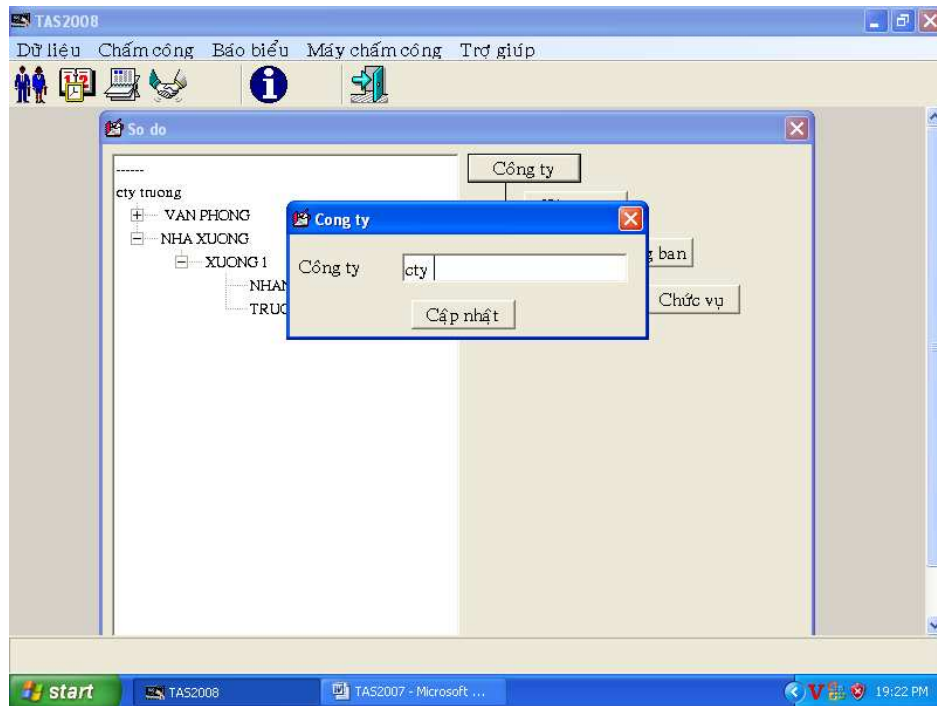 TAS2008
Dữ liệu Chấm công Báo biểu Máy chấm công Trợ giúp
So do
------
cty truong
VAN PHONG
NHA XUONG
XUONG 1
Công ty
Cong ty
Công ty cty
Cập nhật
ban
Chức vụ
start TAS2008 TAS2007 - Microsoft ... V 19:22 PM